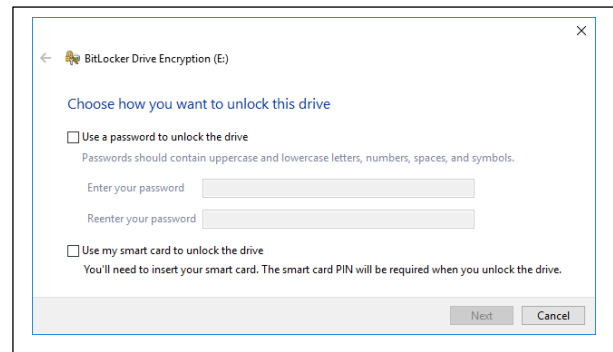 BitLocker Drive Encryption (E:)
Choose how you want to unlock this drive
Use a password to unlock the drive
Passwords should contain uppercase and lowercase letters, numbers, spaces, and symbols.
Enter your password
Reenter your password
Use my smart card to unlock the drive
You'll need to insert your smart card. The smart card PIN will be required when you unlock the drive.
Next Cancel